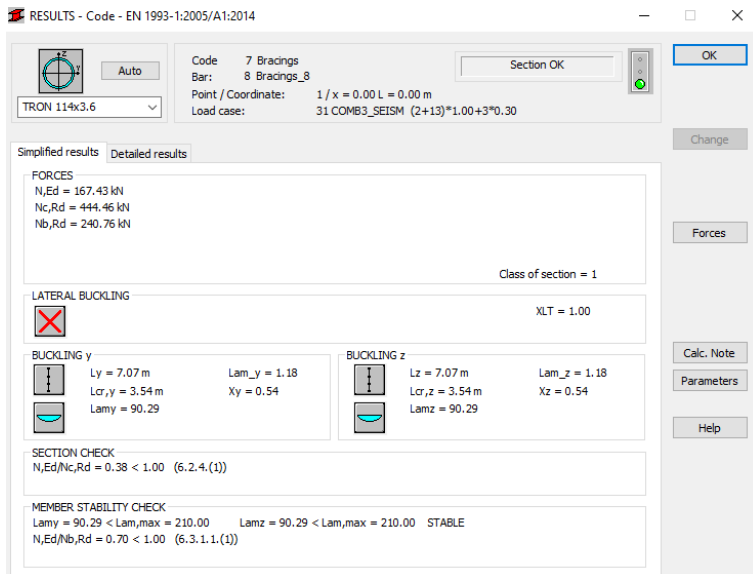 RESULTS - Code - EN 1993-1:2005/A1:2014
z
y
Auto
TRON 114x3.6
Code 7 Bracings
Bar: 8 Bracings_8
Point / Coordinate: 1 / x = 0.00 L = 0.00 m
Load case: 31 COMB3_SEISM (2+13)*1.00+3*0.30
Section OK
OK
Change
Simplified results Detailed results
FORCES
N,Ed = 167.43 kN
Nc,Rd = 444.46 kN
Nb,Rd = 240.76 kN
Forces
Class of section = 1
LATERAL BUCKLING
XLT = 1.00
BUCKLING y
Ly = 7.07 m Lam_y = 1.18
Lcr,y = 3.54 m Xy = 0.54
Lamy = 90.29
BUCKLING z
Lz = 7.07 m Lam_z = 1.18
Lcr,z = 3.54 m Xz = 0.54
Lamz = 90.29
Calc. Note
Parameters
Help
SECTION CHECK
N,Ed/Nc,Rd = 0.38 < 1.00 (6.2.4.(1))
MEMBER STABILITY CHECK
Lamy = 90.29 < Lam,max = 210.00 Lamz = 90.29 < Lam,max = 210.00 STABLE
N,Ed/Nb,Rd = 0.70 < 1.00 (6.3.1.1.(1))